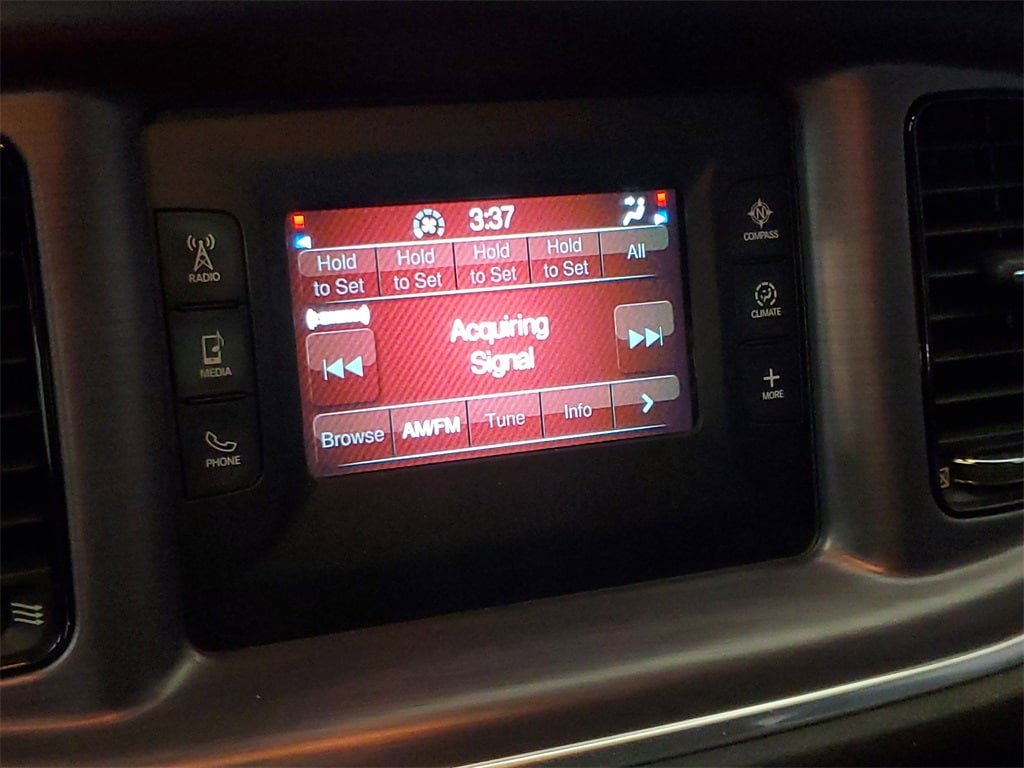 3:37
Hold to Set
Hold to Set
Hold to Set
Hold to Set
All
Acquiring
Signal
Browse
AM/FM
Tune
Info
RADIO
MEDIA
PHONE
N
COMPASS
CLIMATE
MORE